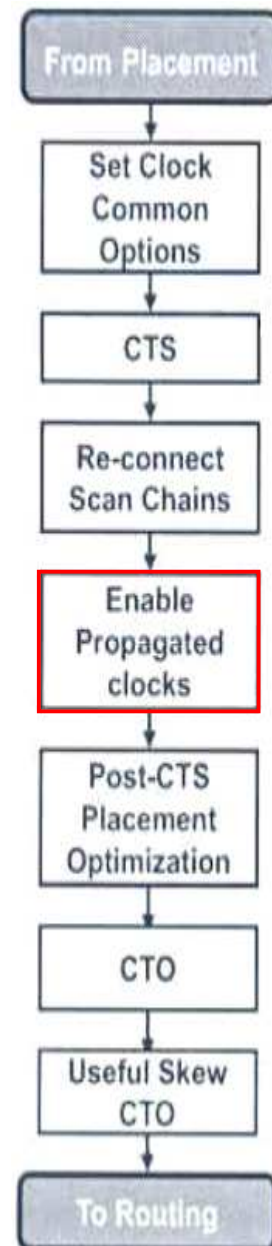 From Placement
Set Clock
Common
Options
CTS
Re-connect
Scan Chains
Enable
Propagated
clocks
Post-CTS
Placement
Optimization
CTO
Useful Skew
CTO
To Routing